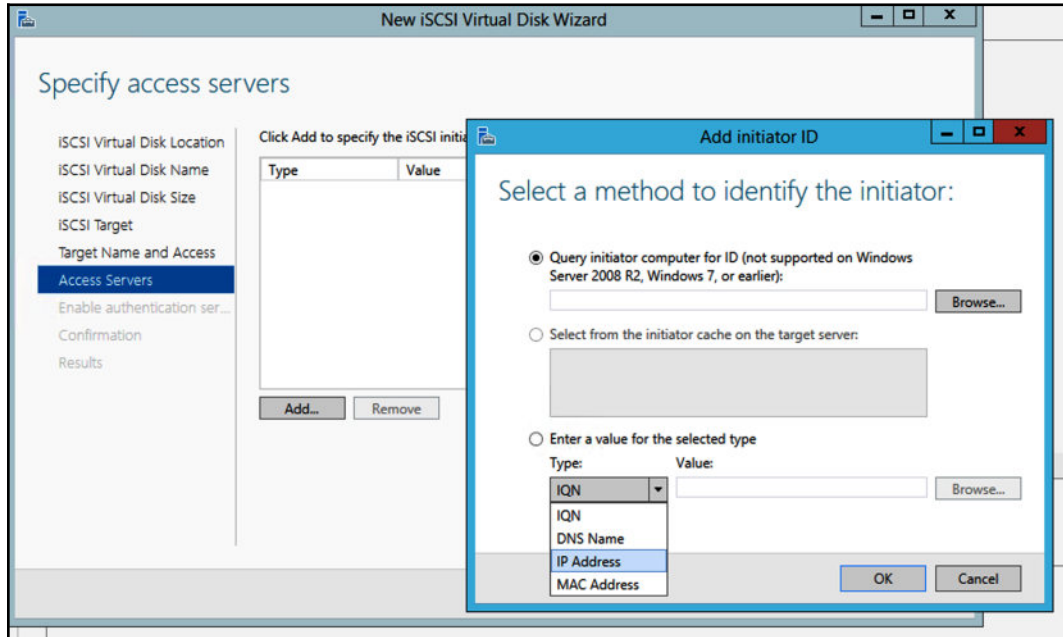 New iSCSI Virtual Disk Wizard
Specify access servers
iSCSI Virtual Disk Location
iSCSI Virtual Disk Name
iSCSI Virtual Disk Size
iSCSI Target
Target Name and Access
Access Servers
Enable authentication ser...
Confirmation
Results
Click Add to specify the iSCSI initia
Type Value
Add... Remove
Add initiator ID
Select a method to identify the initiator:
Query initiator computer for ID (not supported on Windows
Server 2008 R2, Windows 7, or earlier):
Browse...
Select from the initiator cache on the target server:
Enter a value for the selected type
Type: Value:
IQN Browse...
IQN
DNS Name
IP Address
MAC Address
OK Cancel